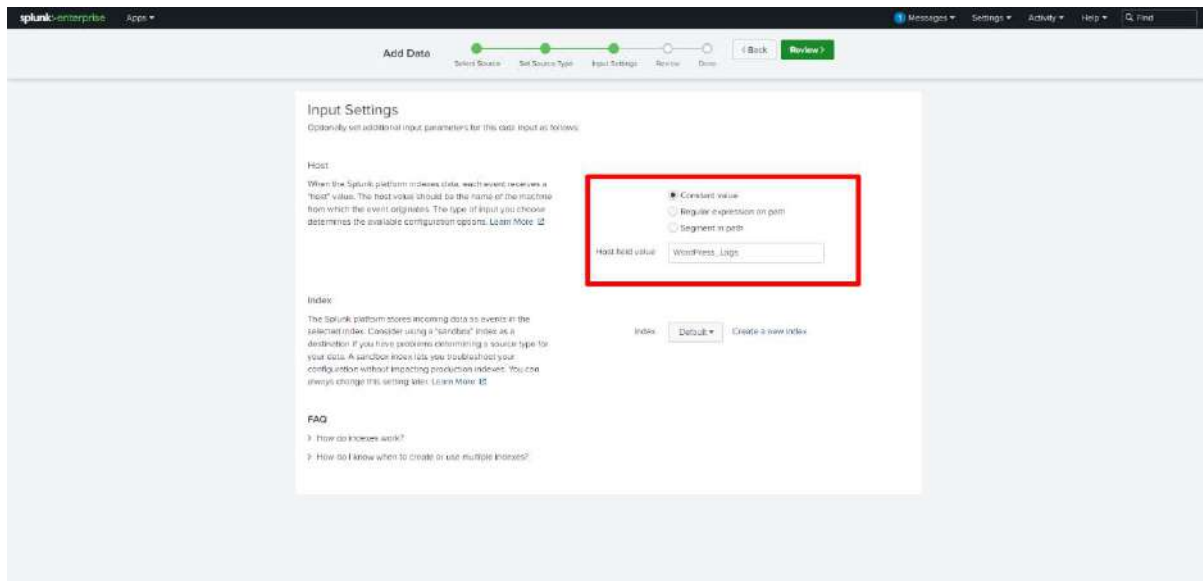 splunk>enterprise Apps
1 Messages Settings Activity Help Find
Add Data
Select Source Set Source Type Input Settings Review Done
< Back Review >
Input Settings
Optionally set additional input parameters for this data input as follows:
Host
When the Splunk platform indexes data, each event receives a
"host" value. The host value should be the name of the machine
from which the event originates. The type of input you choose
determines the available configuration options. Learn More
Constant value
Regular expression on path
Segment in path
Host field value WordPress_Logs
Index
The Splunk platform stores incoming data as events in the
selected index. Consider using a "sandbox" index as a
destination if you have problems determining a source type for
your data. A sandbox index lets you troubleshoot your
configuration without impacting production indexes. You can
always change this setting later. Learn More
Index Default Create a new index
FAQ
> How do indexes work?
> How do I know when to create or use multiple indexes?